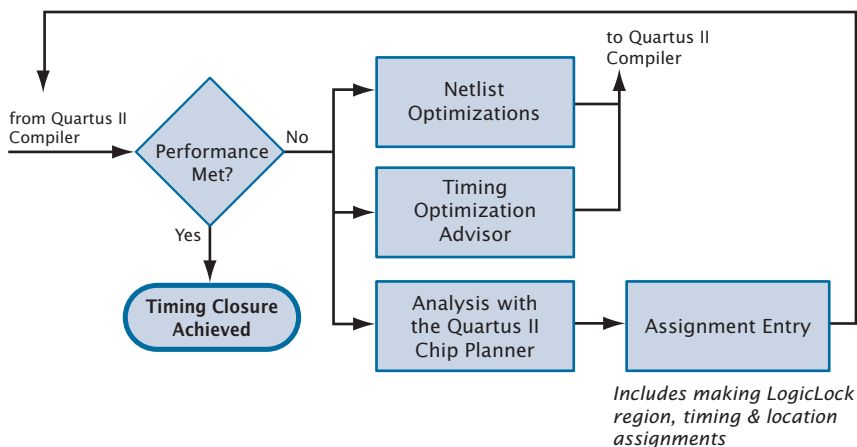 to Quartus II
Compiler
from Quartus II
Compiler
Performance
Met?
No
Yes
Netlist
Optimizations
Timing
Optimization
Advisor
Timing Closure
Achieved
Analysis with
the Quartus II
Chip Planner
Assignment Entry
Includes making LogicLock
region, timing & location
assignments